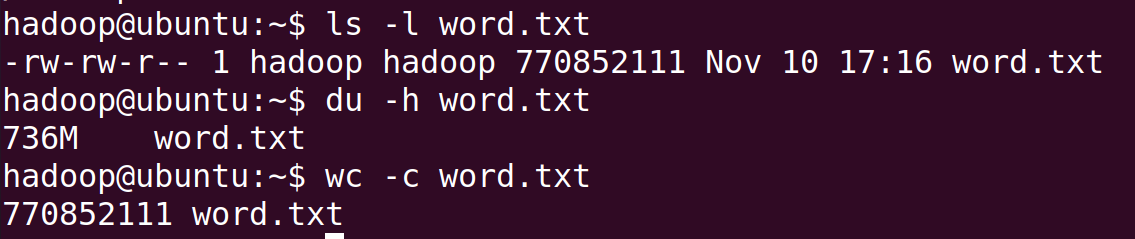 hadoop@ubuntu:~$ ls -l word.txt
-rw-rw-r-- 1 hadoop hadoop 770852111 Nov 10 17:16 word.txt
hadoop@ubuntu:~$ du -h word.txt
736M    word.txt
hadoop@ubuntu:~$ wc -c word.txt
770852111 word.txt